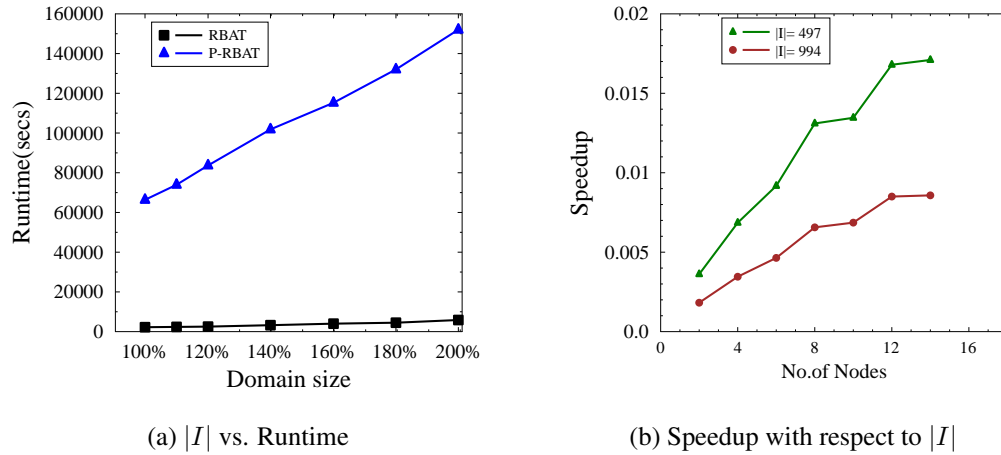 160000
140000
120000
100000
80000
60000
40000
20000
0
Runtime(secs)
RBAT
P-RBAT
100% 120% 140% 160% 180% 200%
Domain size
(a) |I| vs. Runtime
0.02
0.015
0.01
0.005
0.0
Speedup
|I|= 497
|I|= 994
0 4 8 12 16
No.of Nodes
(b) Speedup with respect to |I|